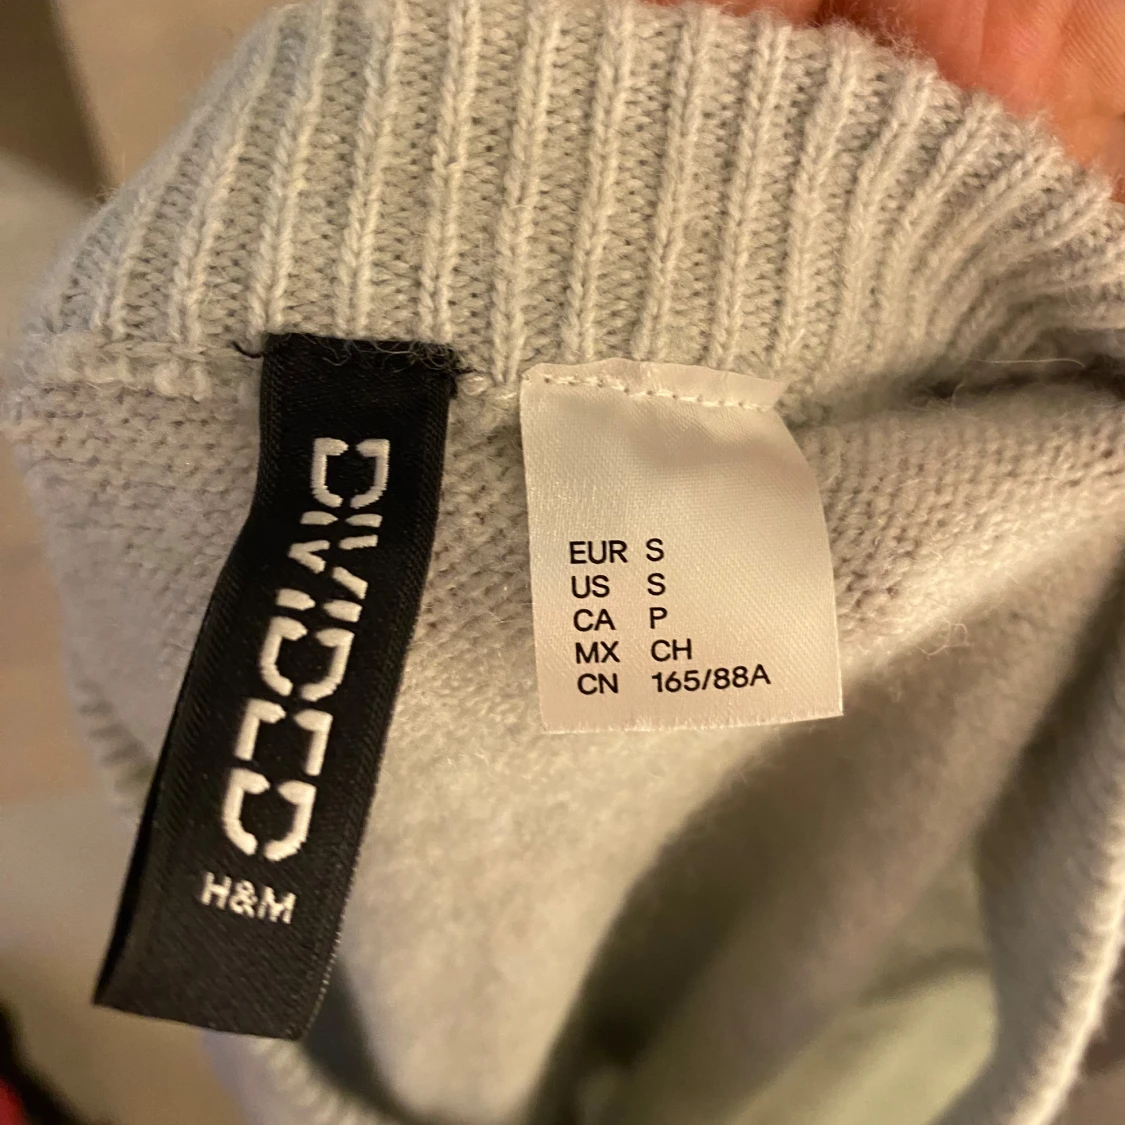 DIVIDED
H&M
EUR S
US S
CA P
MX CH
CN 165/88A